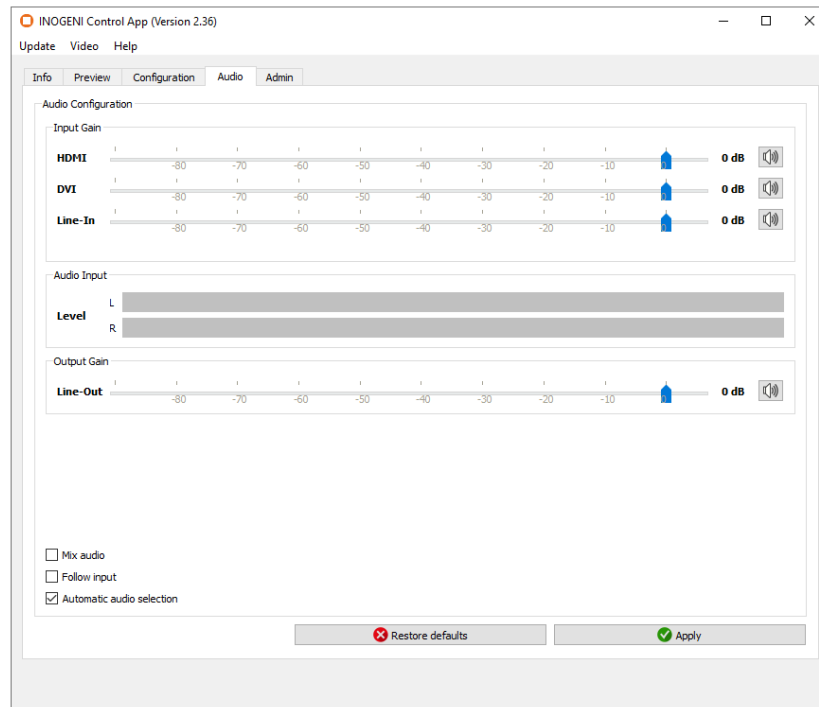 INOGENI Control App (Version 2.36)
Update Video Help
Info Preview Configuration Audio Admin
Audio Configuration
Input Gain
HDMI -80 -70 -60 -50 -40 -30 -20 -10 0 0 dB
DVI -80 -70 -60 -50 -40 -30 -20 -10 0 0 dB
Line-In -80 -70 -60 -50 -40 -30 -20 -10 0 0 dB
Audio Input
L
Level
R
Output Gain
Line-Out -80 -70 -60 -50 -40 -30 -20 -10 0 0 dB
Mix audio
Follow input
Automatic audio selection
Restore defaults Apply